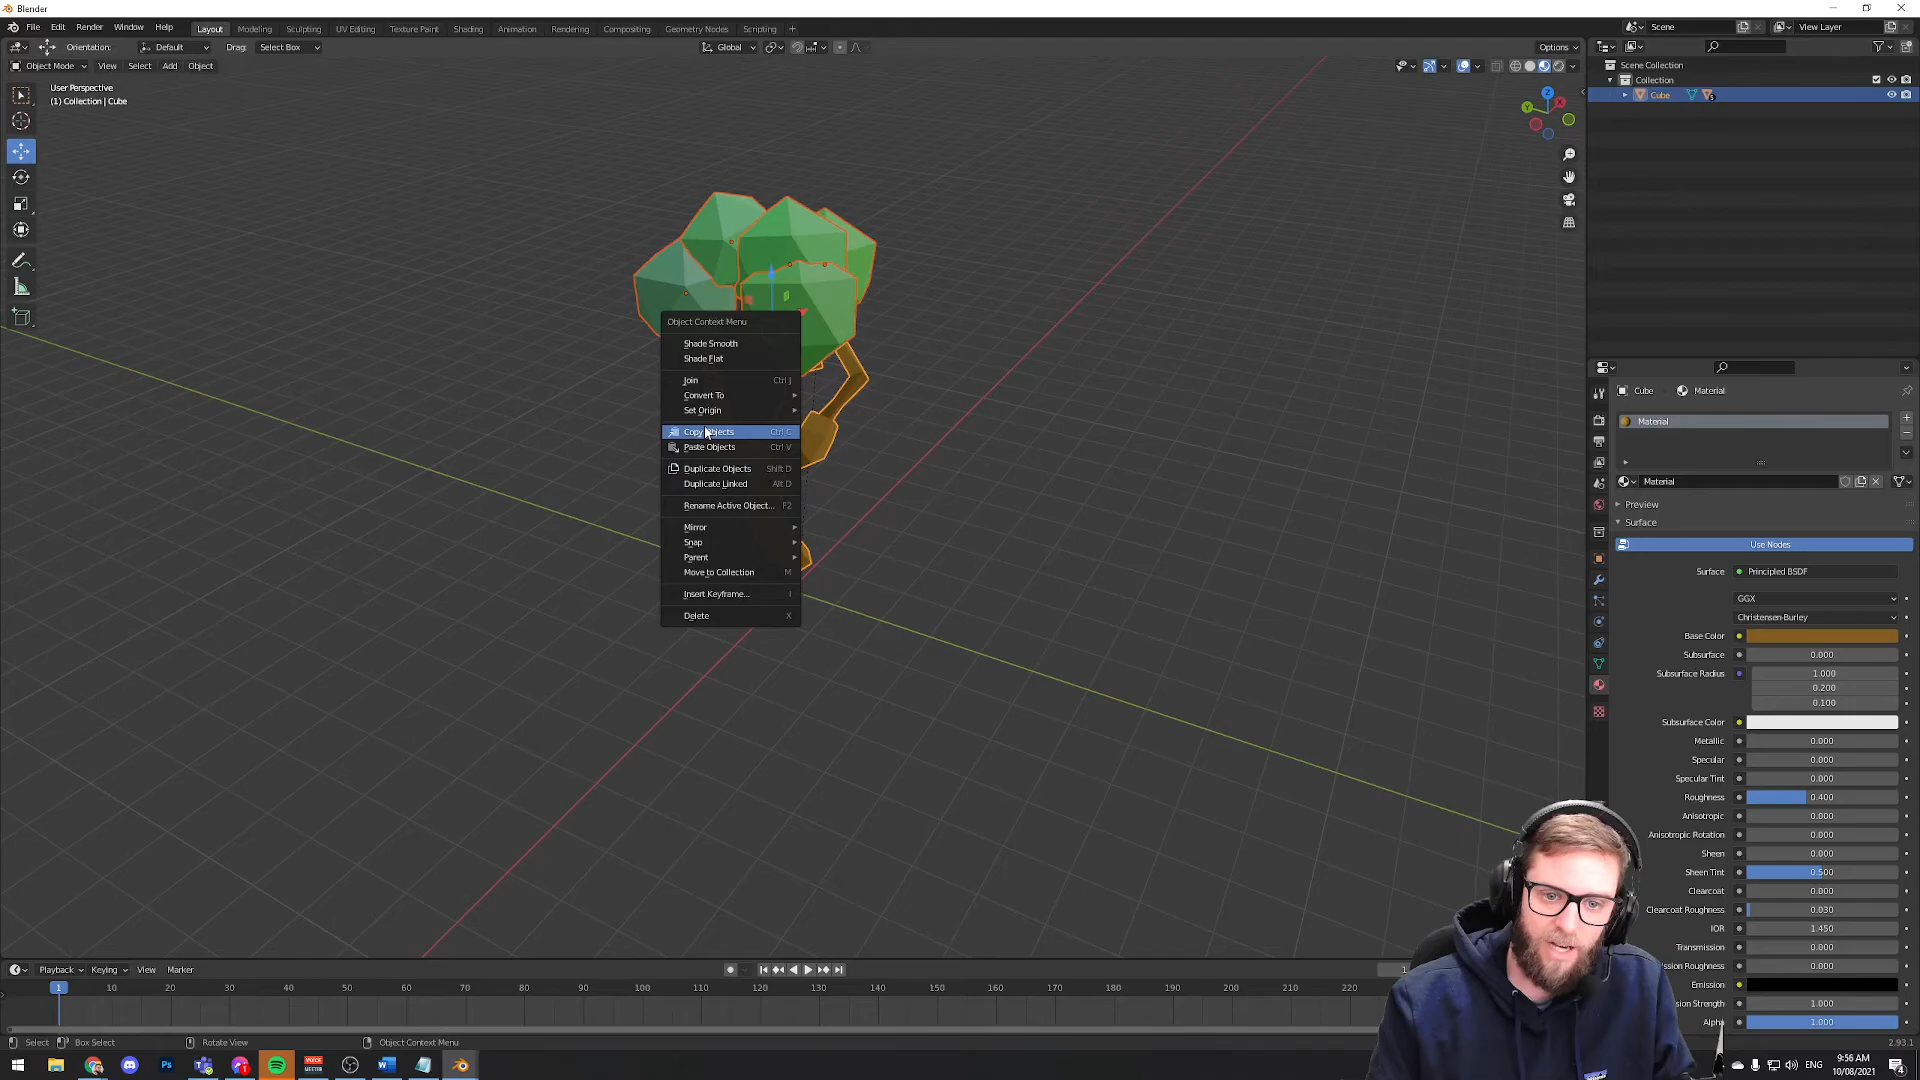 Blender
File Edit Render Window Help Layout Modeling Sculpting UV Editing Texture Paint Shading Animation Rendering Compositing Geometry Nodes Scripting + Scene View Layer
Orientation: Default Drag: Select Box Global Options
Object Mode View Select Add Object
User Perspective
(1) Collection | Cube
Z
X
Y
Scene Collection
Collection
Cube 5
Object Context Menu
Shade Smooth
Shade Flat
Join Ctrl J
Convert To
Set Origin
Copy Objects Ctrl C
Paste Objects Ctrl V
Duplicate Objects Shift D
Duplicate Linked Alt D
Rename Active Object... F2
Mirror
Snap
Parent
Move to Collection M
Insert Keyframe... I
Delete X
Cube Material
Material
Material
Preview
Surface
Use Nodes
Surface Principled BSDF
GGX
Christensen-Burley
Base Color
Subsurface 0.000
Subsurface Radius 1.000
0.200
0.100
Subsurface Color
Metallic 0.000
Specular 0.000
Specular Tint 0.000
Roughness 0.400
Anisotropic 0.000
Anisotropic Rotation 0.000
Sheen 0.000
Sheen Tint 0.500
Clearcoat 0.000
Clearcoat Roughness 0.030
IOR 1.450
Transmission 0.000
ission Roughness 0.000
Emission
sion Strength 1.000
Alpha 1.000
Playback Keying View Marker 1
1 10 20 30 40 50 60 70 80 90 100 110 120 130 140 150 160 170 180 190 200 210 220
Select Box Select Rotate View Object Context Menu 2.93.1
ENG 9:56 AM
10/08/2021